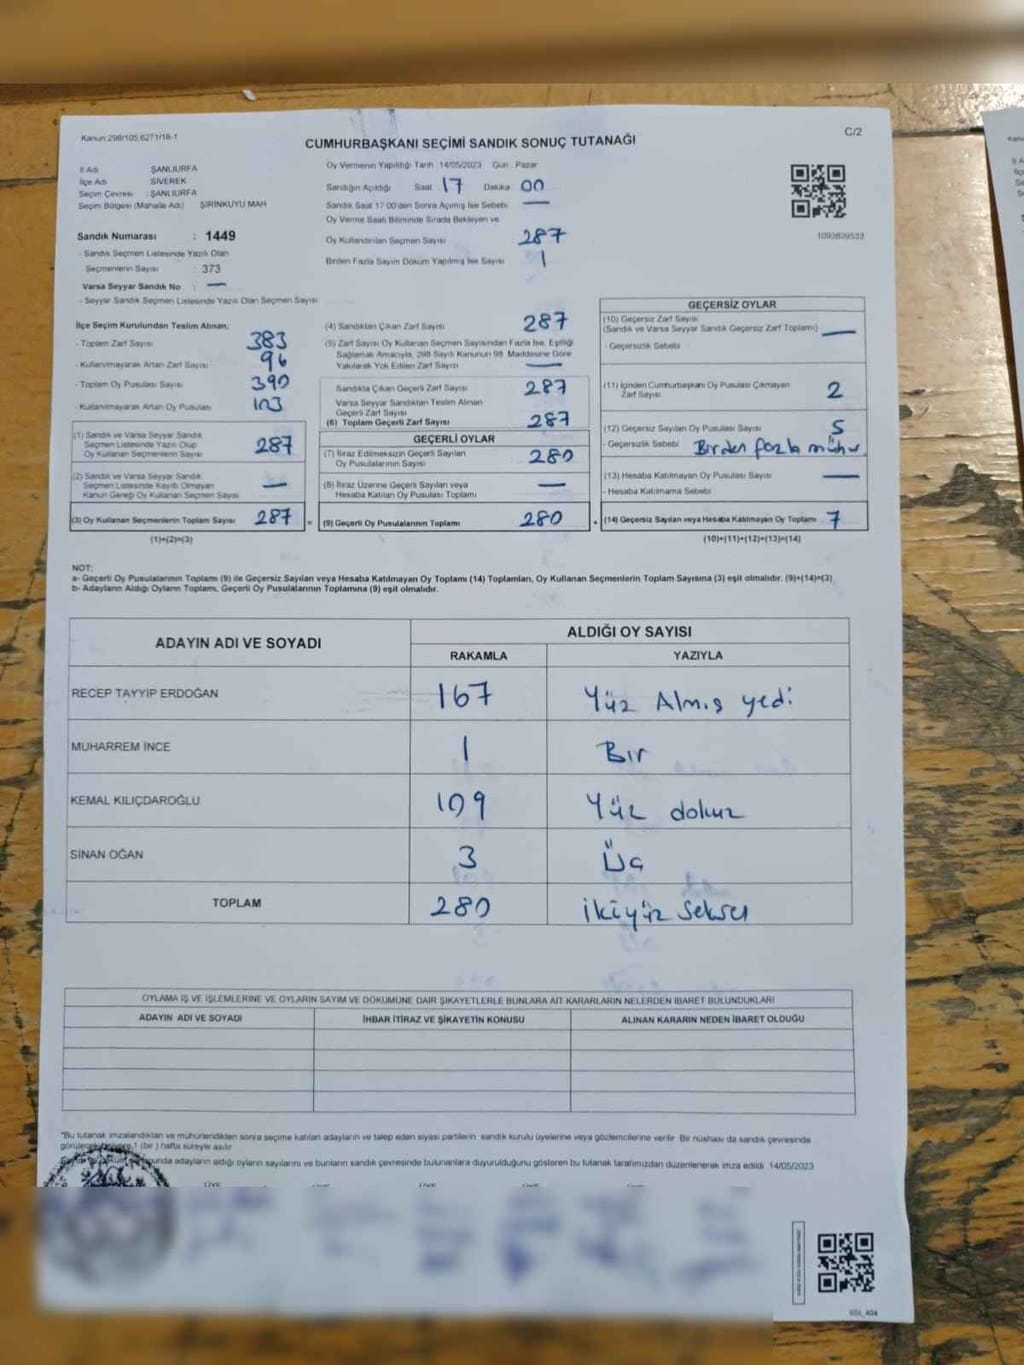 Kanun:298/105,6271/18-1
C/2
CUMHURBAŞKANI SEÇİMİ SANDIK SONUÇ TUTANAĞI
İl Adı ŞANLIURFA
İlçe Adı SİVEREK
Seçim Çevresi : ŞANLIURFA
Seçim Bölgesi (Mahalle Adı) ŞİRİNKUYU MAH
Sandık Numarası : 1449
- Sandık Seçmen Listesinde Yazılı Olan
Seçmenlerin Sayısı : 373
Varsa Seyyar Sandık No : —
- Seyyar Sandık Seçmen Listesinde Yazılı Olan Seçmen Sayısı
Oy Vermenin Yapıldığı Tarih 14/05/2023 Gün Pazar
Sandığın Açıldığı Saat 17 Dakika 00
Sandık Saat 17:00'den Sonra Açılmış İse Sebebi —
Oy Verme Saati Bitiminde Sırada Bekleyen ve
Oy Kullandırılan Seçmen Sayısı 287
Birden Fazla Sayım Döküm Yapılmış İse Sayısı 1
1093839533
İlçe Seçim Kurulundan Teslim Alınan;
- Toplam Zarf Sayısı 383
- Kullanılmayarak Artan Zarf Sayısı 96
- Toplam Oy Pusulası Sayısı 390
- Kullanılmayarak Artan Oy Pusulası 103
(1) Sandık ve Varsa Seyyar Sandık
Seçmen Listesinde Yazılı Olup
Oy Kullanan Seçmenlerin Sayısı 287
(2) Sandık ve Varsa Seyyar Sandık
Seçmen Listesinde Kayıtlı Olmayan
Kanun Gereği Oy Kullanan Seçmen Sayısı —
(3) Oy Kullanan Seçmenlerin Toplam Sayısı 287
(1)+(2)=(3)
(4) Sandıktan Çıkan Zarf Sayısı 287
(5) Zarf Sayısı Oy Kullanan Seçmen Sayısından Fazla İse, Eşitliği
Sağlamak Amacıyla, 298 Sayılı Kanunun 98. Maddesine Göre
Yakılarak Yok Edilen Zarf Sayısı —
Sandıkta Çıkan Geçerli Zarf Sayısı 287
Varsa Seyyar Sandıktan Teslim Alınan
Geçerli Zarf Sayısı
(6) Toplam Geçerli Zarf Sayısı 287
GEÇERLİ OYLAR
(7) İtiraz Edilmeksizin Geçerli Sayılan
Oy Pusulalarının Sayısı 280
(8) İtiraz Üzerine Geçerli Sayılan veya
Hesaba Katılan Oy Pusulası Toplamı —
= (9) Geçerli Oy Pusulalarının Toplamı 280
GEÇERSİZ OYLAR
(10) Geçersiz Zarf Sayısı
(Sandık ve Varsa Seyyar Sandık Geçersiz Zarf Toplamı) —
- Geçersizlik Sebebi
(11) İçinden Cumhurbaşkanı Oy Pusulası Çıkmayan
Zarf Sayısı 2
(12) Geçersiz Sayılan Oy Pusulası Sayısı 5
- Geçersizlik Sebebi Birden fazla mühür
(13) Hesaba Katılmayan Oy Pusulası Sayısı —
- Hesaba Katılmama Sebebi
+ (14) Geçersiz Sayılan veya Hesaba Katılmayan Oy Toplamı 7
(10)+(11)+(12)+(13)=(14)
NOT:
a- Geçerli Oy Pusulalarının Toplamı (9) ile Geçersiz Sayılan veya Hesaba Katılmayan Oy Toplamı (14) Toplamları, Oy Kullanan Seçmenlerin Toplam Sayısına (3) eşit olmalıdır. (9)+(14)=(3)
b- Adayların Aldığı Oyların Toplamı, Geçerli Oy Pusulalarının Toplamına (9) eşit olmalıdır.
ADAYIN ADI VE SOYADI ALDIĞI OY SAYISI
RAKAMLA YAZIYLA
RECEP TAYYİP ERDOĞAN 167 Yüz Almış yedi
MUHARREM İNCE 1 Bir
KEMAL KILIÇDAROĞLU 109 Yüz dokuz
SİNAN OĞAN 3 Üç
TOPLAM 280 ikiyüz seksen
OYLAMA İŞ VE İŞLEMLERİNE VE OYLARIN SAYIM VE DÖKÜMÜNE DAİR ŞİKAYETLERLE BUNLARA AİT KARARLARIN NELERDEN İBARET BULUNDUKLARI
ADAYIN ADI VE SOYADI İHBAR İTİRAZ VE ŞİKAYETİN KONUSU ALINAN KARARIN NEDEN İBARET OLDUĞU
"Bu tutanak imzalandıktan ve mühürlendikten sonra seçime katılan adayların ve talep eden siyasi partilerin sandık kurulu üyelerine veya gözlemcilerine verilir. Bir nüshası da sandık çevresinde
1 (bir) hafta süreyle asılır
adayların aldığı oyların sayılarını ve bunların sandık çevresinde bulunanlara duyurulduğunu gösteren bu tutanak tarafımızdan düzenlenerek imza edildi. 14/05/2023